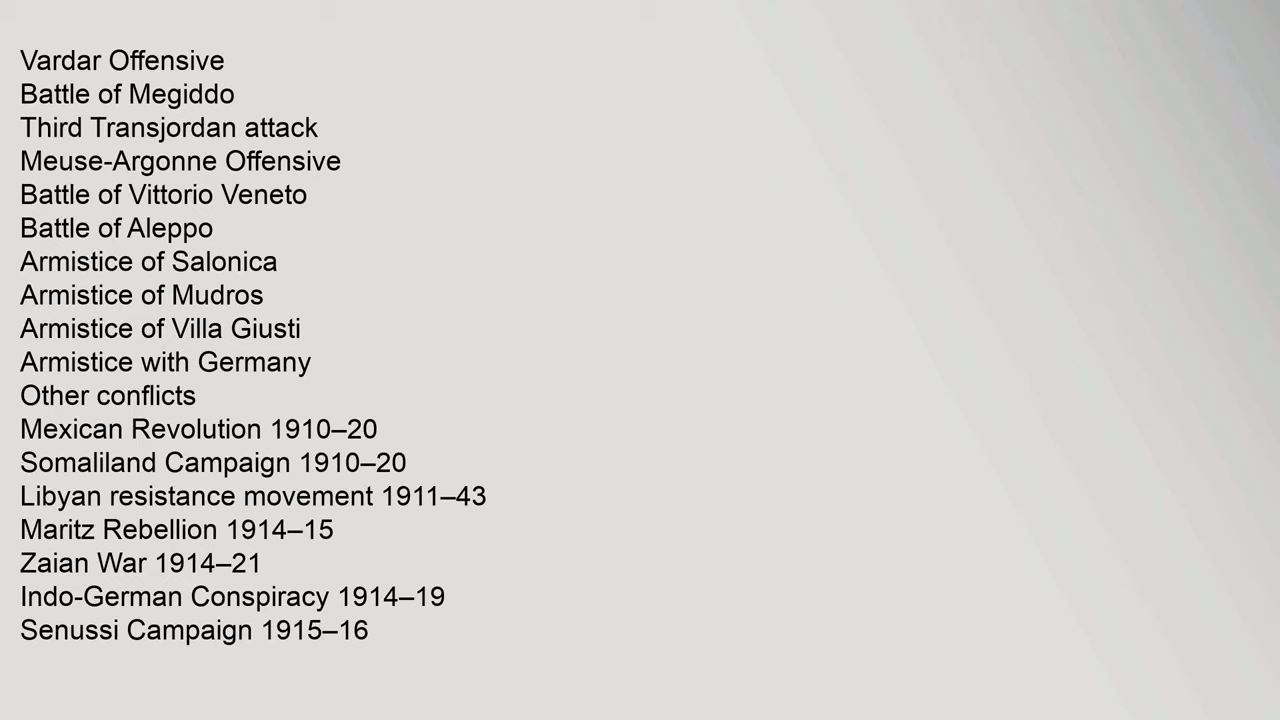 Vardar Offensive
Battle of Megiddo
Third Transjordan attack
Meuse-Argonne Offensive
Battle of Vittorio Veneto
Battle of Aleppo
Armistice of Salonica
Armistice of Mudros
Armistice of Villa Giusti
Armistice with Germany
Other conflicts
Mexican Revolution 1910–20
Somaliland Campaign 1910–20
Libyan resistance movement 1911–43
Maritz Rebellion 1914–15
Zaian War 1914–21
Indo-German Conspiracy 1914–19
Senussi Campaign 1915–16